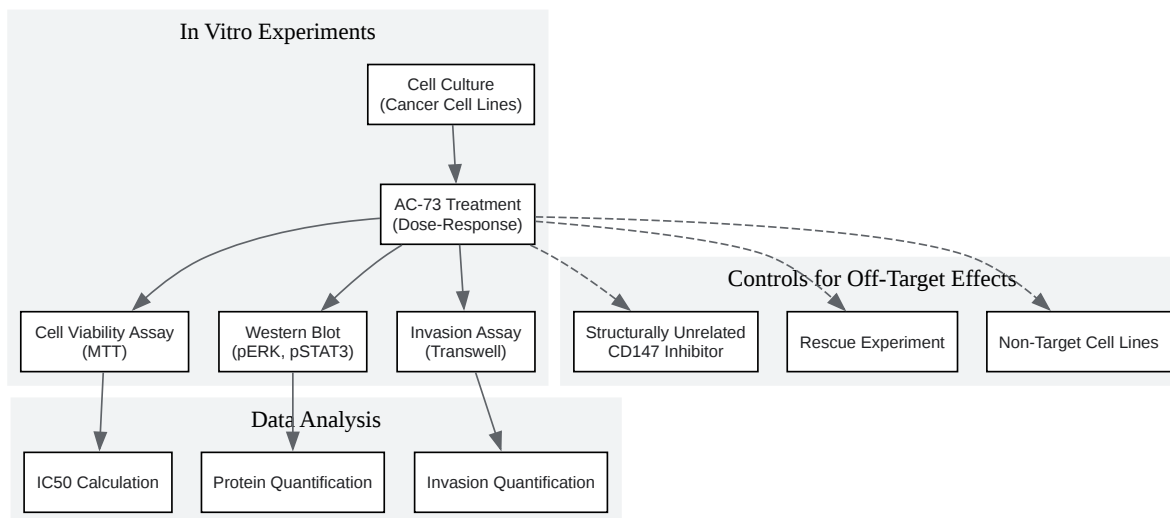 In Vitro Experiments
Cell Culture
(Cancer Cell Lines)
AC-73 Treatment
(Dose-Response)
Controls for Off-Target Effects
Cell Viability Assay
(MTT)
Western Blot
(pERK, pSTAT3)
Invasion Assay
(Transwell)
Structurally Unrelated
CD147 Inhibitor
Rescue Experiment
Non-Target Cell Lines
Data Analysis
IC50 Calculation
Protein Quantification
Invasion Quantification